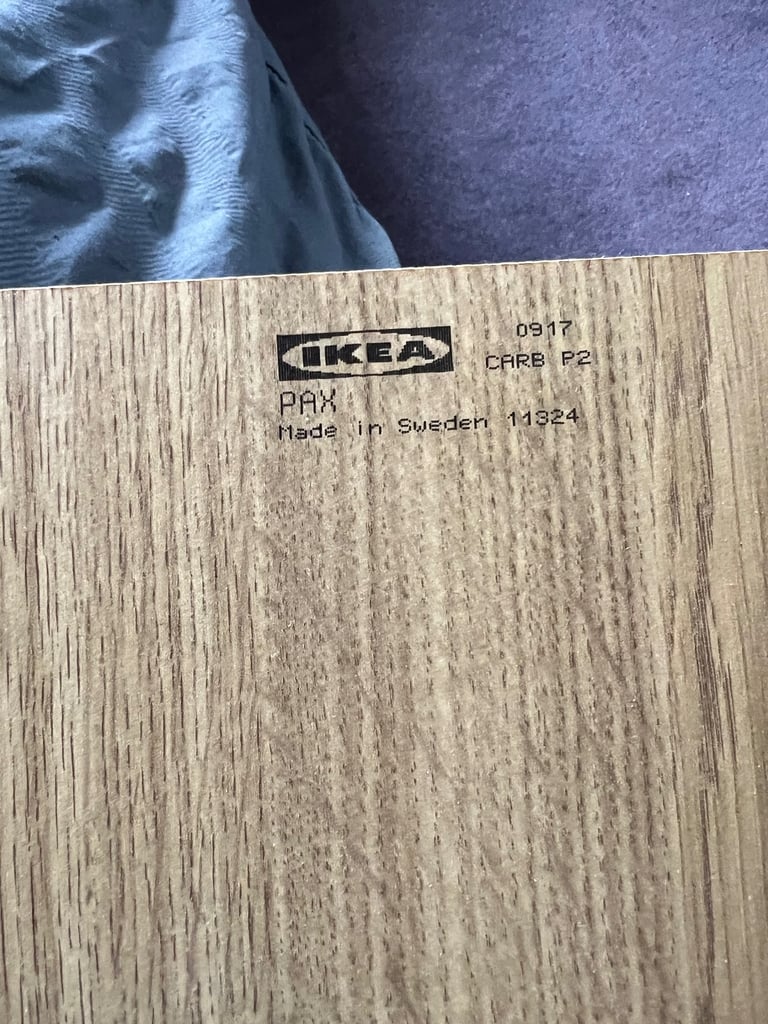 IKEA
0917
CARB P2
PAX
Made in Sweden 11324